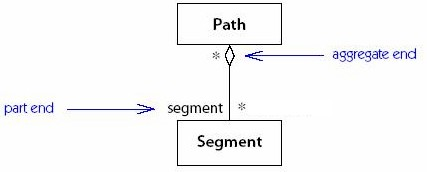 Path
* aggregate end
part end segment *
Segment